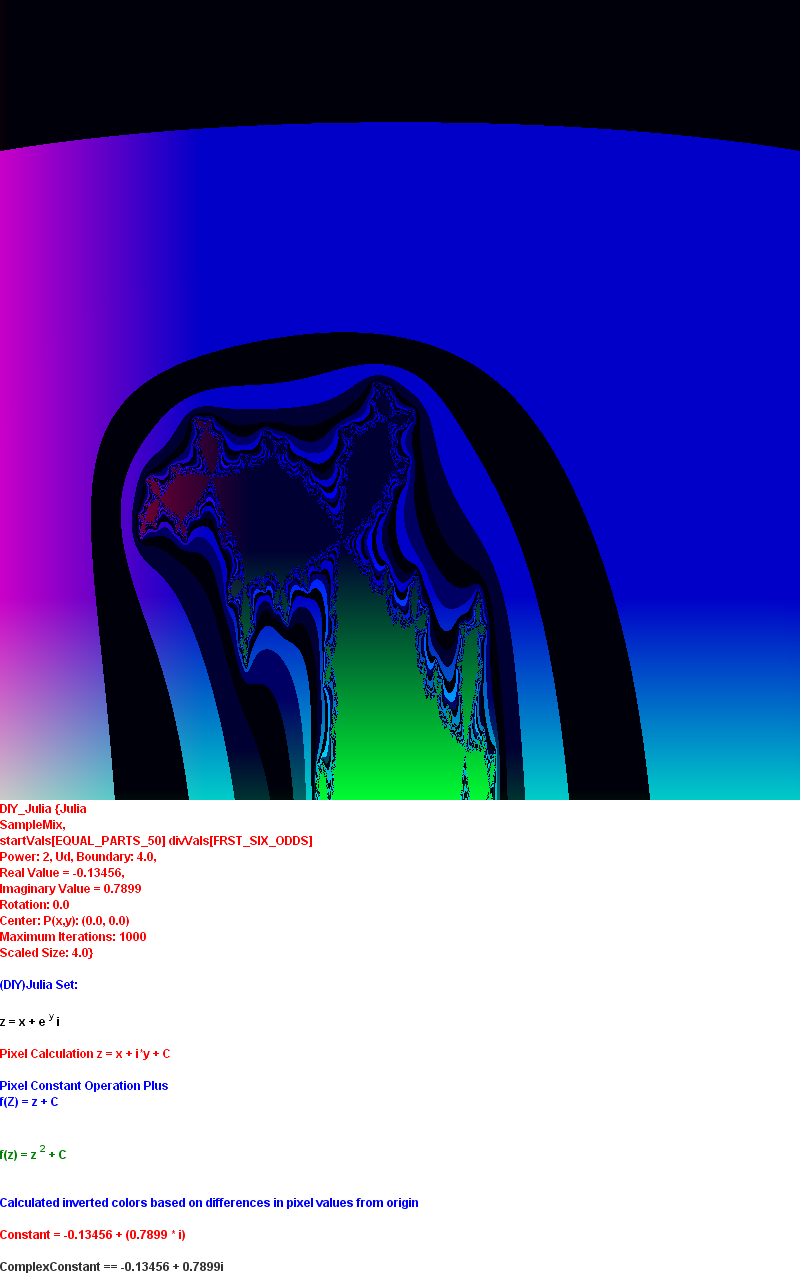 DIY_Julia {Julia
SampleMix,
startVals[EQUAL_PARTS_50] divVals[FRST_SIX_ODDS]
Power: 2, Ud, Boundary: 4.0,
Real Value = -0.13456,
Imaginary Value = 0.7899
Rotation: 0.0
Center: P(x,y): (0.0, 0.0)
Maximum Iterations: 1000
Scaled Size: 4.0}
(DIY)Julia Set:
z = x + e y i
Pixel Calculation z = x + i*y + C
Pixel Constant Operation Plus
f(Z) = z + C
f(z) = z 2 + C
Calculated inverted colors based on differences in pixel values from origin
Constant = -0.13456 + (0.7899 * i)
ComplexConstant == -0.13456 + 0.7899i